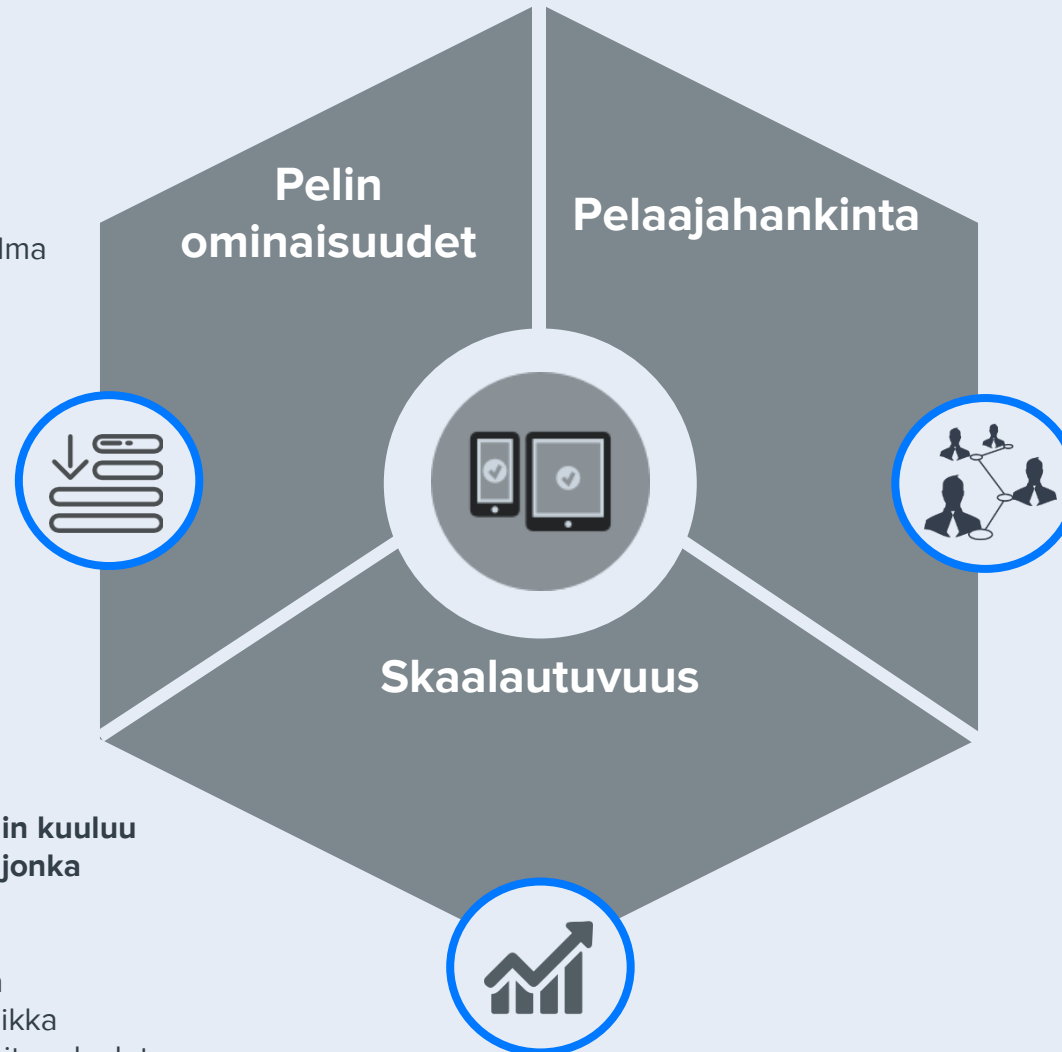 Pelin
ominaisuudet
Pelaajahankinta
lma
Skaalautuvuus
in kuuluu
jonka
ikka